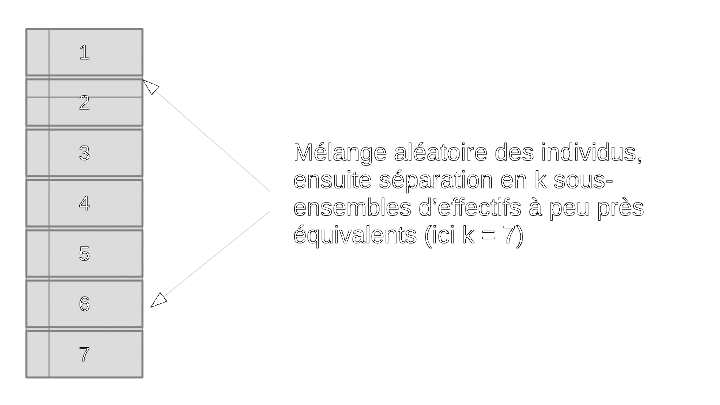 1
2
3
4
5
6
7
Mélange aléatoire des individus,
ensuite séparation en k sous-
ensembles d'effectifs à peu près
équivalents (ici k = 7)